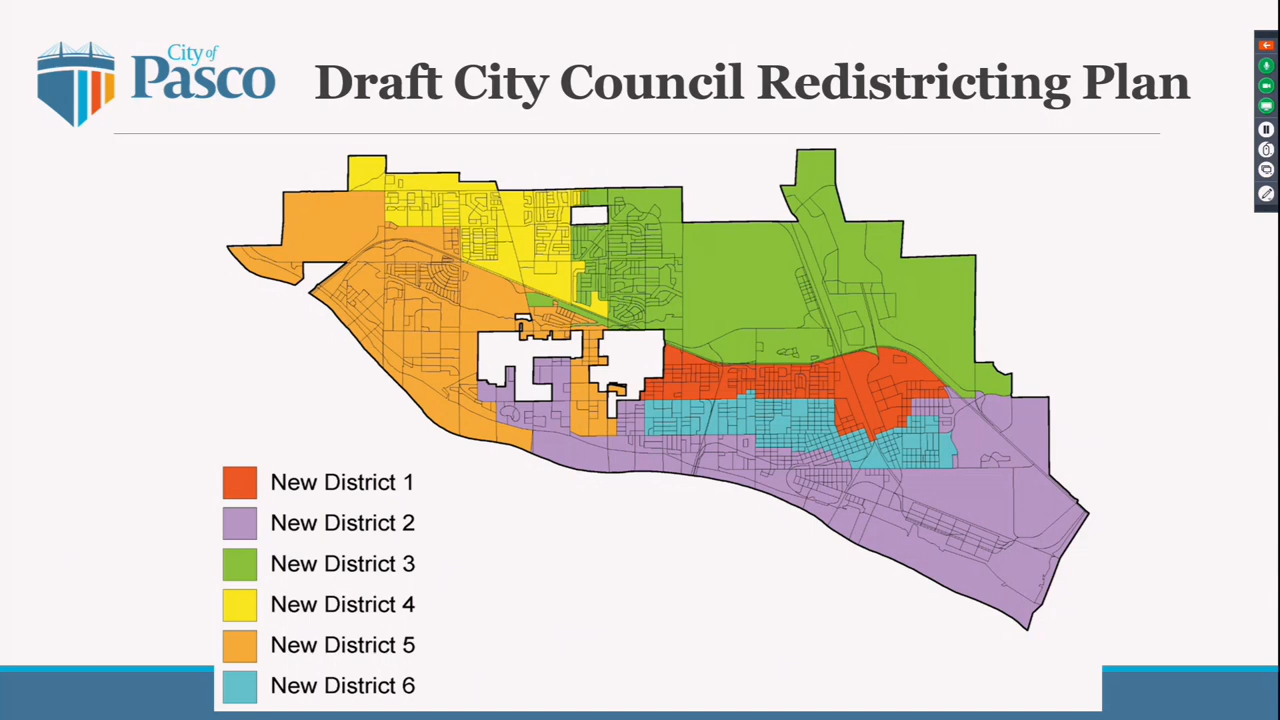 City of
Pasco
Draft City Council Redistricting Plan
New District 1
New District 2
New District 3
New District 4
New District 5
New District 6